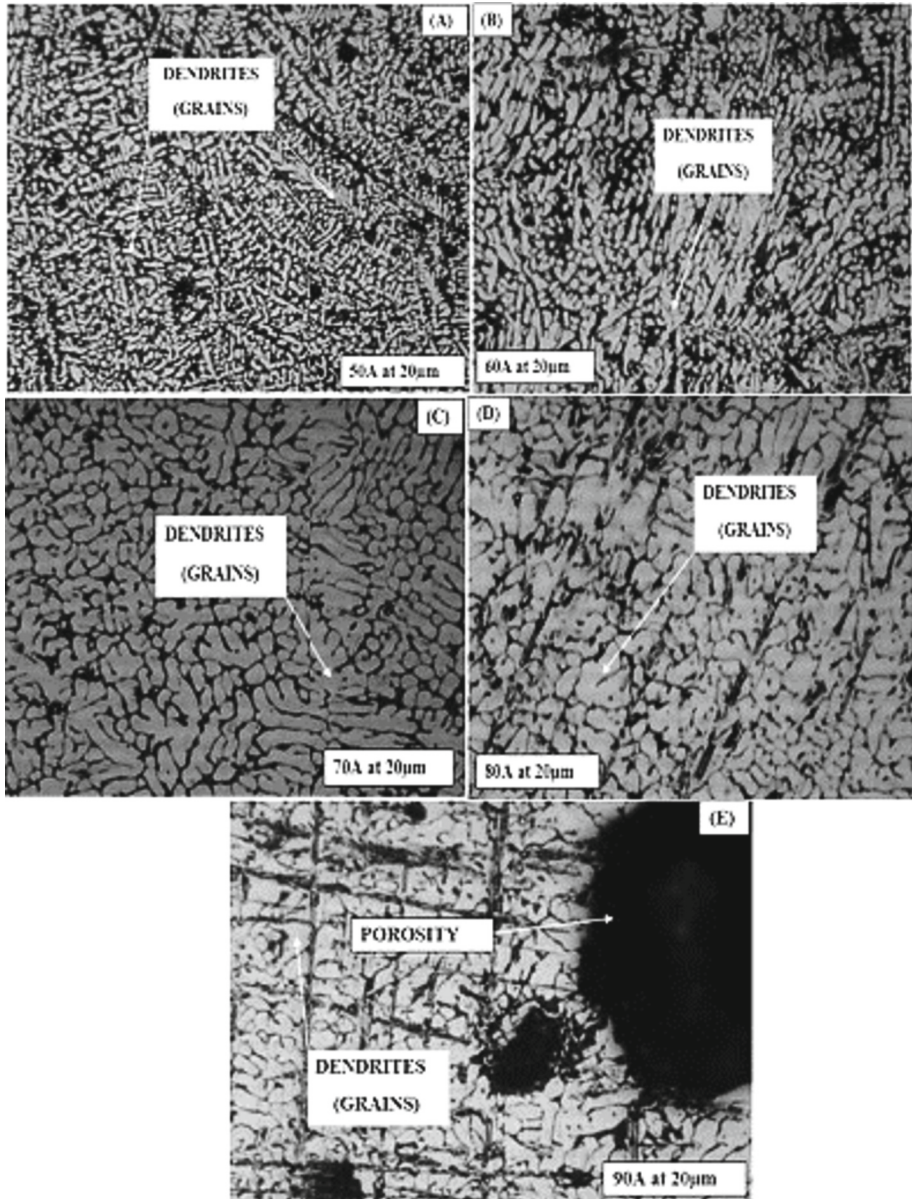 (A)
DENDRITES
(GRAINS)
50A at 20μm
(B)
DENDRITES
(GRAINS)
60A at 20μm
(C)
DENDRITES
(GRAINS)
70A at 20μm
(D)
DENDRITES
(GRAINS)
80A at 20μm
(E)
POROSITY
DENDRITES
(GRAINS)
90A at 20μm